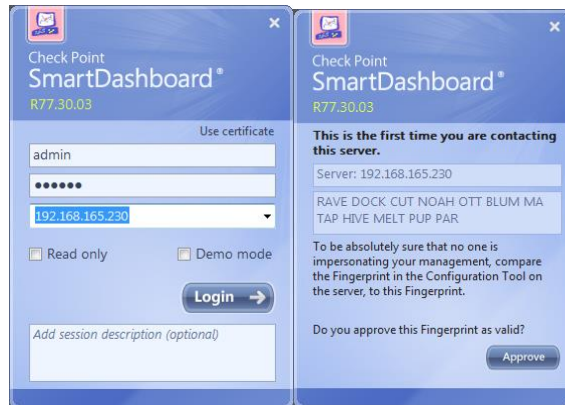 Check Point
SmartDashboard®
R77.30.03
Use certificate
admin
192.168.165.230
Read only
Demo mode
Login
Add session description (optional)
Check Point
SmartDashboard®
R77.30.03
This is the first time you are contacting
this server.
Server: 192.168.165.230
RAVE DOCK CUT NOAH OTT BLUM MA
TAP HIVE MELT PUP PAR
To be absolutely sure that no one is
impersonating your management, compare
the Fingerprint in the Configuration Tool on
the server, to this Fingerprint.
Do you approve this Fingerprint as valid?
Approve